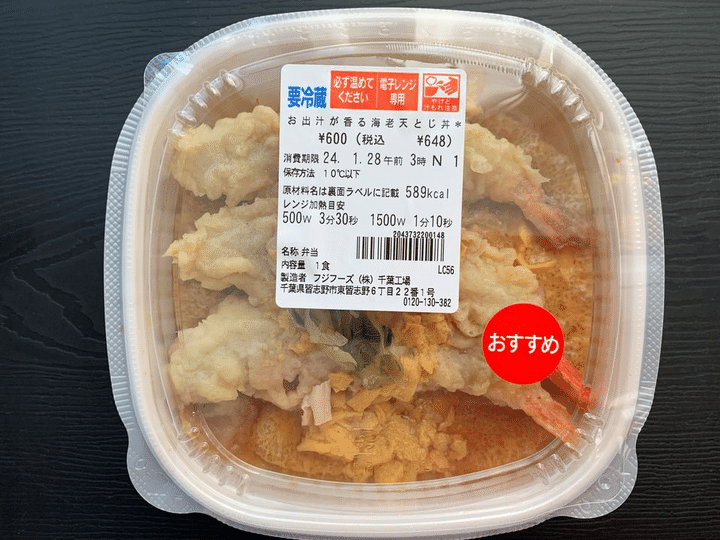 要冷蔵
必ず温めて
ください
電子レンジ
専用
やけど
汁もれ注意
お出汁が香る海老天とじ丼*
¥600 (税込 ¥648)
消費期限 24. 1.28 午前 3時 N 1
保存方法 10℃以下
原材料名は裏面ラベルに記載 589kcal
レンジ加熱目安
500W 3分30秒 1500W 1分10秒
2043732200148
名称 弁当
内容量 1食 LC56
製造者 フジフーズ(株)千葉工場
千葉県習志野市東習志野6丁目22番1号
0120-130-382
おすすめ